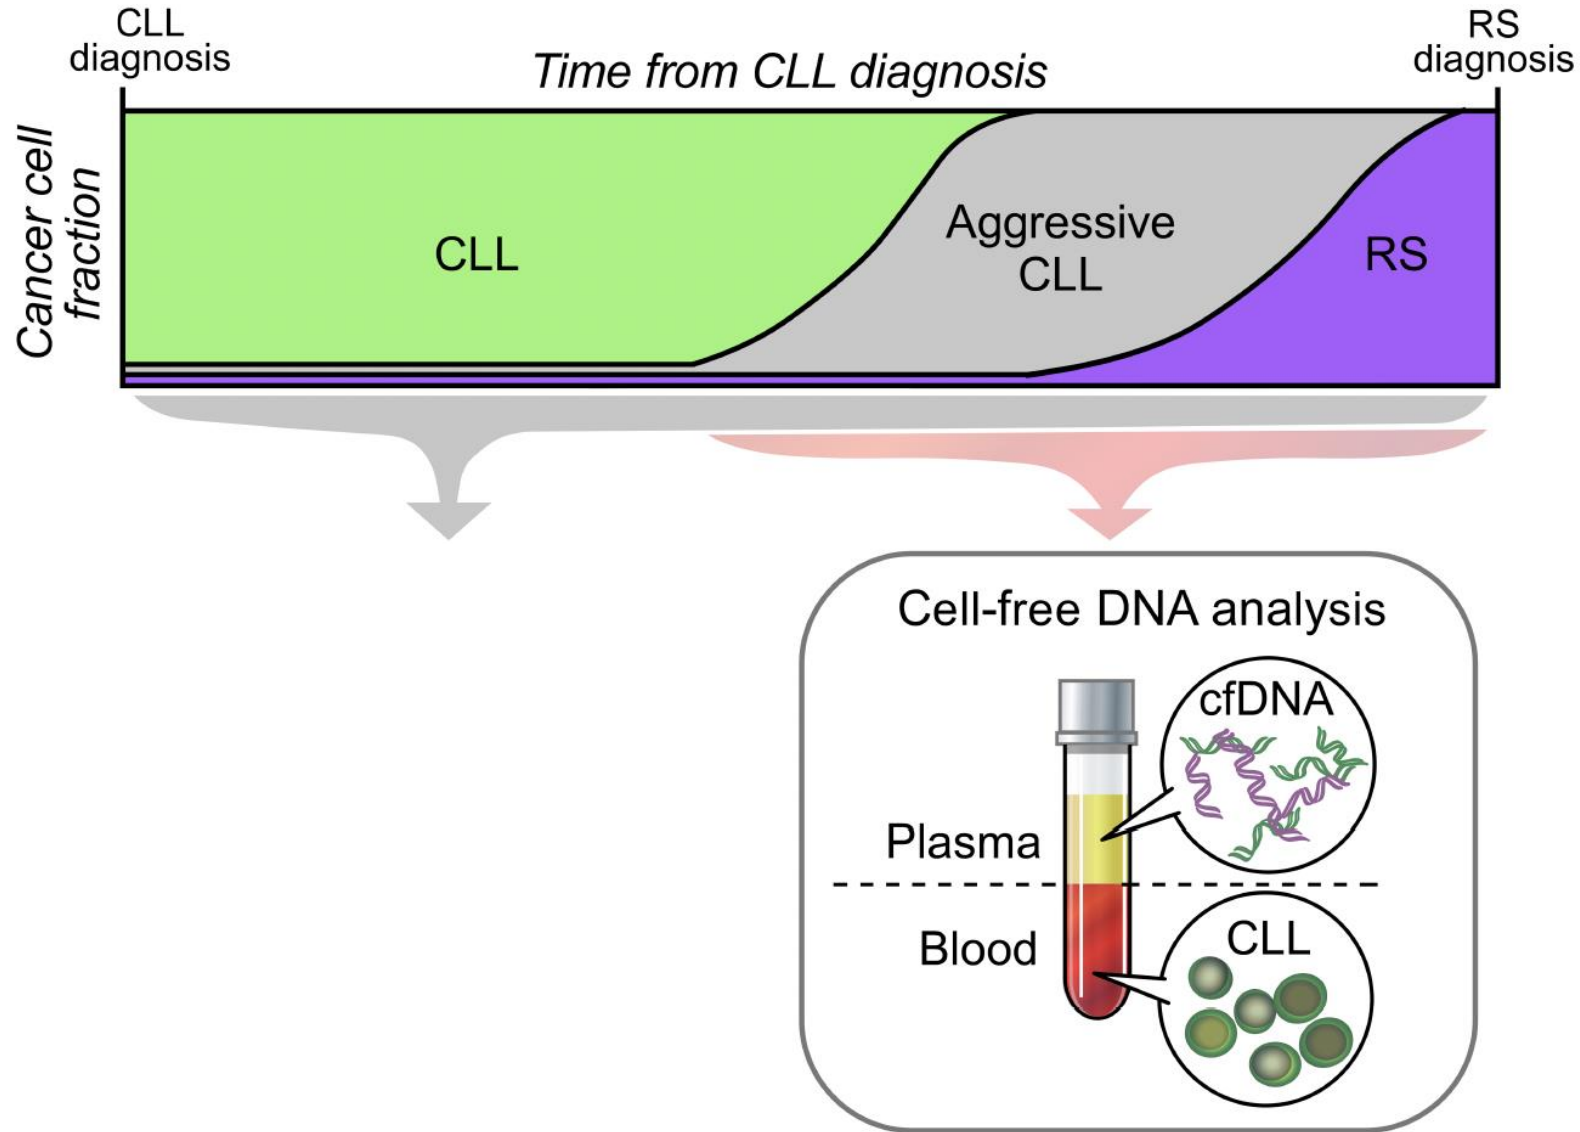 CLL
diagnosis
Time from CLL diagnosis
RS
diagnosis
Cancer cell
fraction
CLL
Aggressive
CLL
RS
Cell-free DNA analysis
cfDNA
Plasma
Blood
CLL